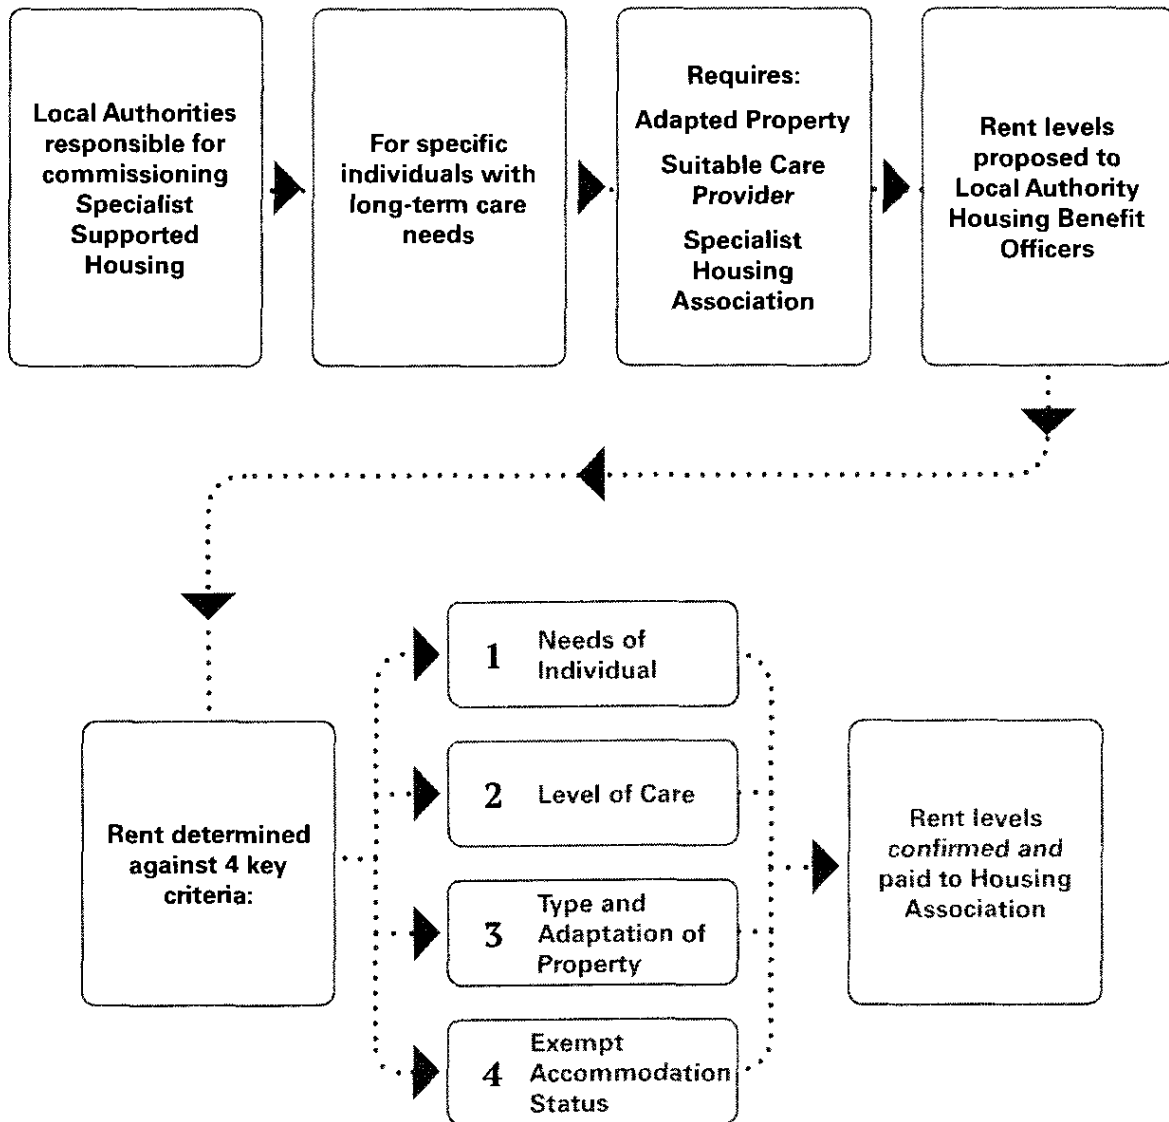 Local Authorities
responsible for
commissioning
Specialist
Supported
Housing
For specific
individuals with
long-term care
needs
Requires:
Adapted Property
Suitable Care
Provider
Specialist
Housing
Association
Rent levels
proposed to
Local Authority
Housing Benefit
Officers
Rent determined
against 4 key
criteria:
1 Needs of
Individual
2 Level of Care
3 Type and
Adaptation of
Property
4 Exempt
Accommodation
Status
Rent levels
confirmed and
paid to Housing
Association